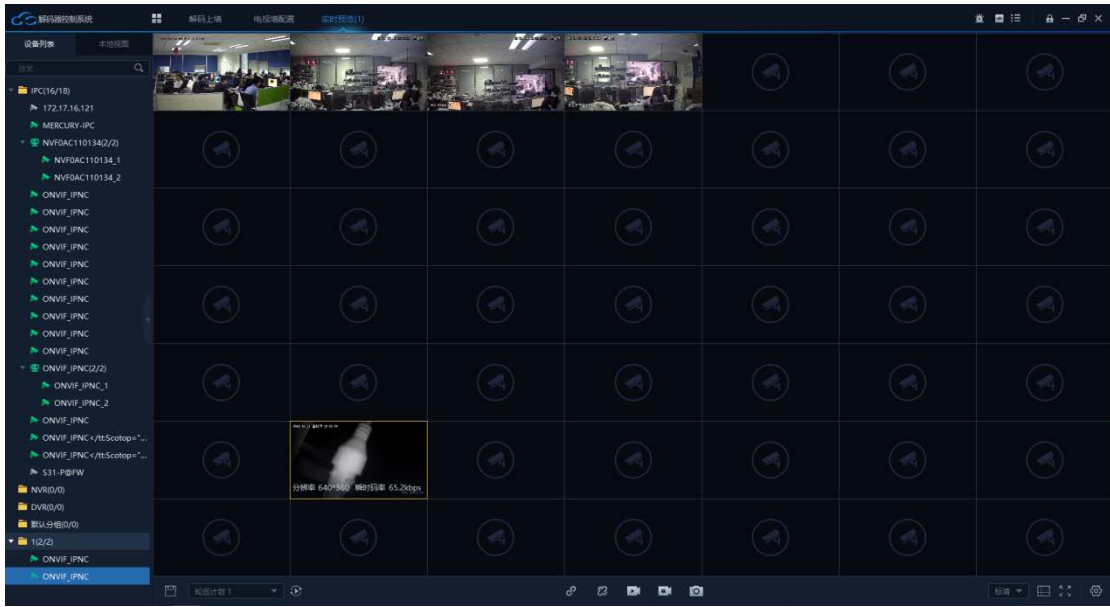 解码器控制系统
解码上墙
电视墙配置
实时预览(1)
设备列表
本地视图
搜索
IPC(16/18)
172.17.16.121
MERCURY-IPC
NVF0AC110134(2/2)
NVF0AC110134_1
NVF0AC110134_2
ONVIF_IPNC
ONVIF_IPNC
ONVIF_IPNC
ONVIF_IPNC
ONVIF_IPNC
ONVIF_IPNC
ONVIF_IPNC
ONVIF_IPNC
ONVIF_IPNC
ONVIF_IPNC
ONVIF_IPNC(2/2)
ONVIF_IPNC_1
ONVIF_IPNC_2
ONVIF_IPNC
ONVIF_IPNC</tt:Scotop="...
ONVIF_IPNC</tt:Scotop="...
S31-P@FW
NVR(0/0)
DVR(0/0)
默认分组(0/0)
1(2/2)
ONVIF_IPNC
ONVIF_IPNC
分辨率 640*360 瞬时码率 65.2kbps
轮巡计划 1
标清